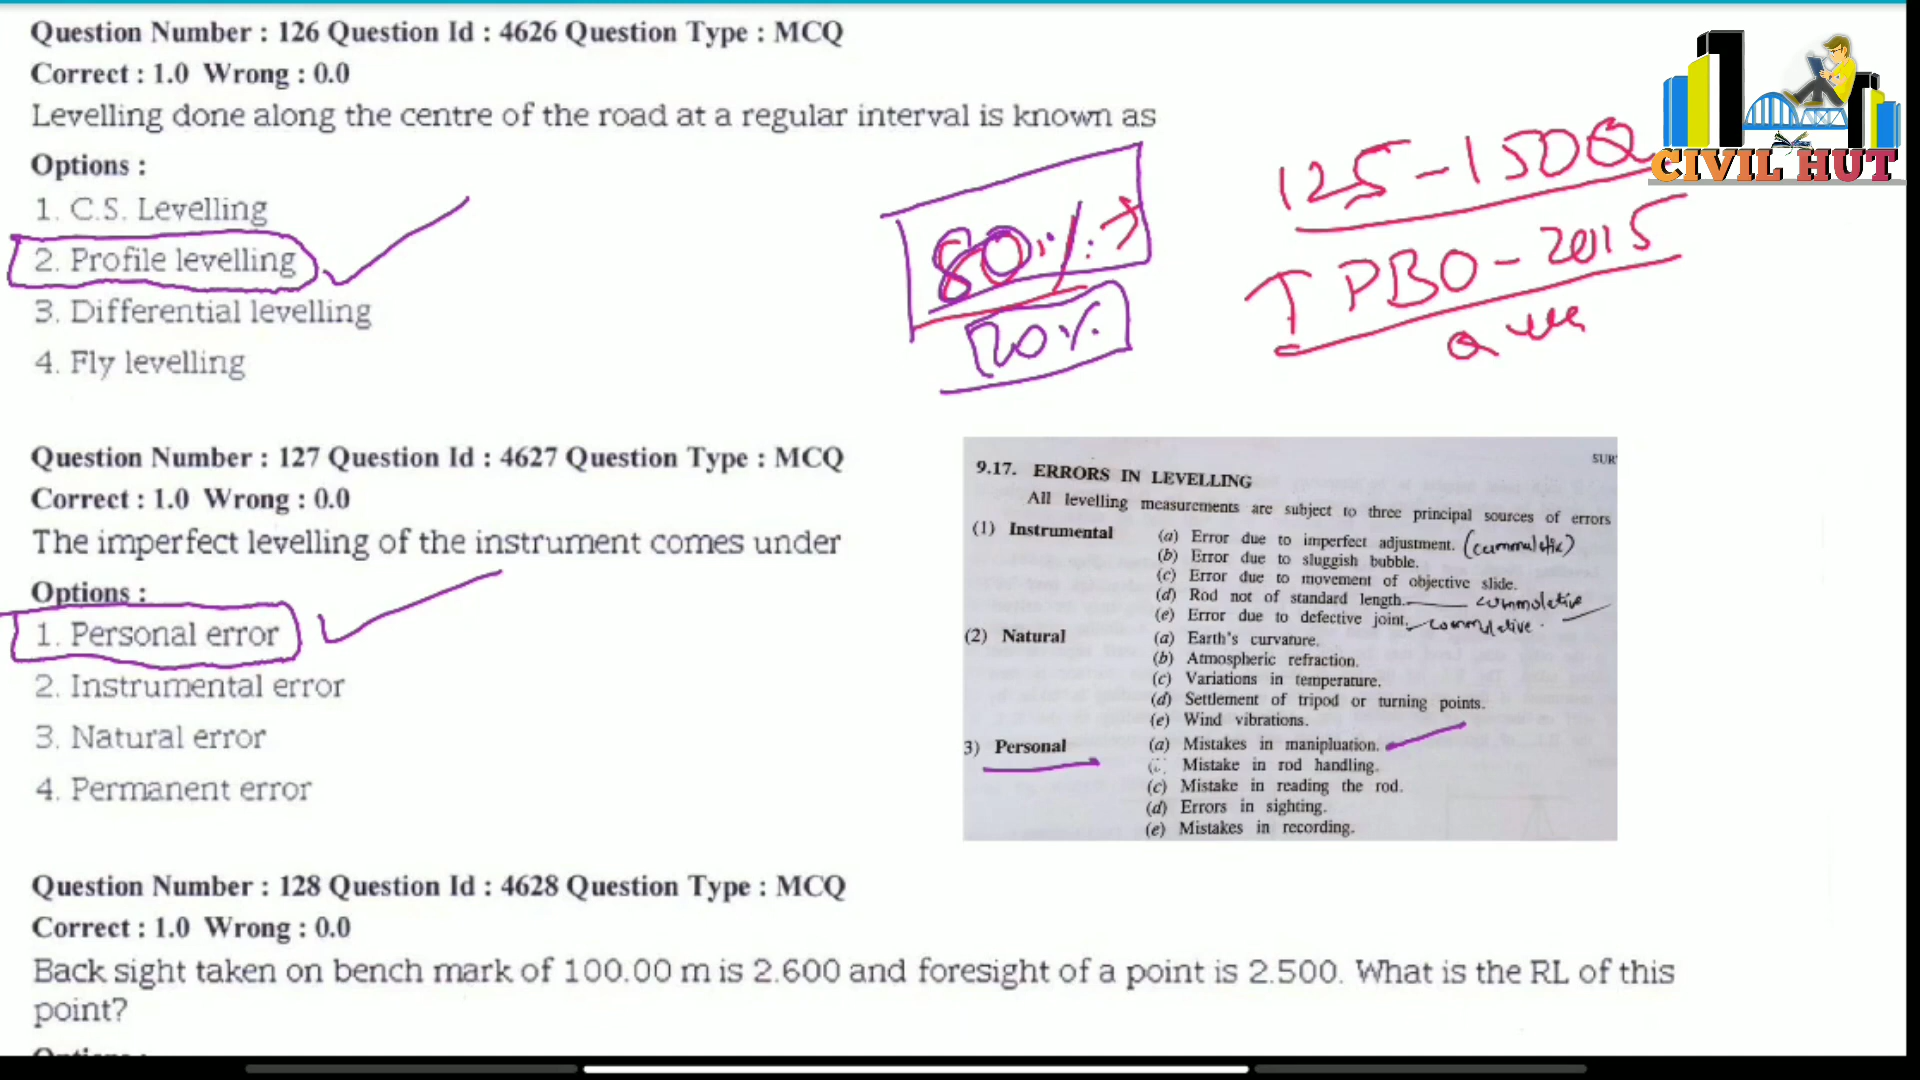 Question Number : 126 Question Id : 4626 Question Type : MCQ
Correct : 1.0 Wrong : 0.0
Levelling done along the centre of the road at a regular interval is known as
Options :
1. C.S. Levelling
2. Profile levelling
3. Differential levelling
4. Fly levelling
80%
20%
125-150Q
TPBO-2015
CIVIL HUT
Question Number : 127 Question Id : 4627 Question Type : MCQ
Correct : 1.0 Wrong : 0.0
The imperfect levelling of the instrument comes under
Options :
1. Personal error
2. Instrumental error
3. Natural error
4. Permanent error
SUR
9.17. ERRORS IN LEVELLING
All levelling measurements are subject to three principal sources of errors
(1) Instrumental (a) Error due to imperfect adjustment. (cummulative)
(b) Error due to sluggish bubble.
(c) Error due to movement of objective slide.
(d) Rod not of standard length. cummulative
(e) Error due to defective joint. commulative.
(2) Natural (a) Earth's curvature.
(b) Atmospheric refraction.
(c) Variations in temperature.
(d) Settlement of tripod or turning points.
(e) Wind vibrations.
3) Personal (a) Mistakes in manipluation.
Mistake in rod handling.
(c) Mistake in reading the rod.
(d) Errors in sighting.
(e) Mistakes in recording.
Question Number : 128 Question Id : 4628 Question Type : MCQ
Correct : 1.0 Wrong : 0.0
Back sight taken on bench mark of 100.00 m is 2.600 and foresight of a point is 2.500. What is the RL of this
point?